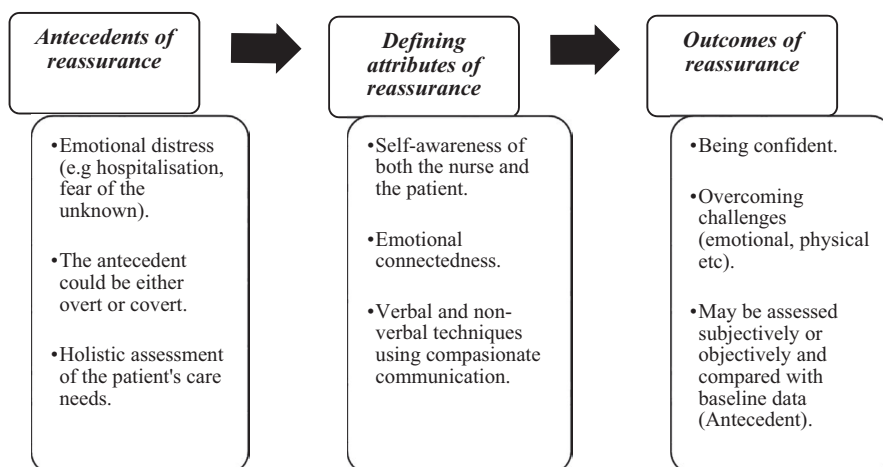 Antecedents of
reassurance
Defining
attributes of
reassurance
Outcomes of
reassurance
•Emotional distress
(e.g hospitalisation,
fear of the
unknown).
•The antecedent
could be either
overt or covert.
•Holistic assessment
of the patient's care
needs.
•Self-awareness of
both the nurse and
the patient.
•Emotional
connectedness.
•Verbal and non-
verbal techniques
using compasionate
communication.
•Being confident.
•Overcoming
challenges
(emotional, physical
etc).
•May be assessed
subjectively or
objectively and
compared with
baseline data
(Antecedent).